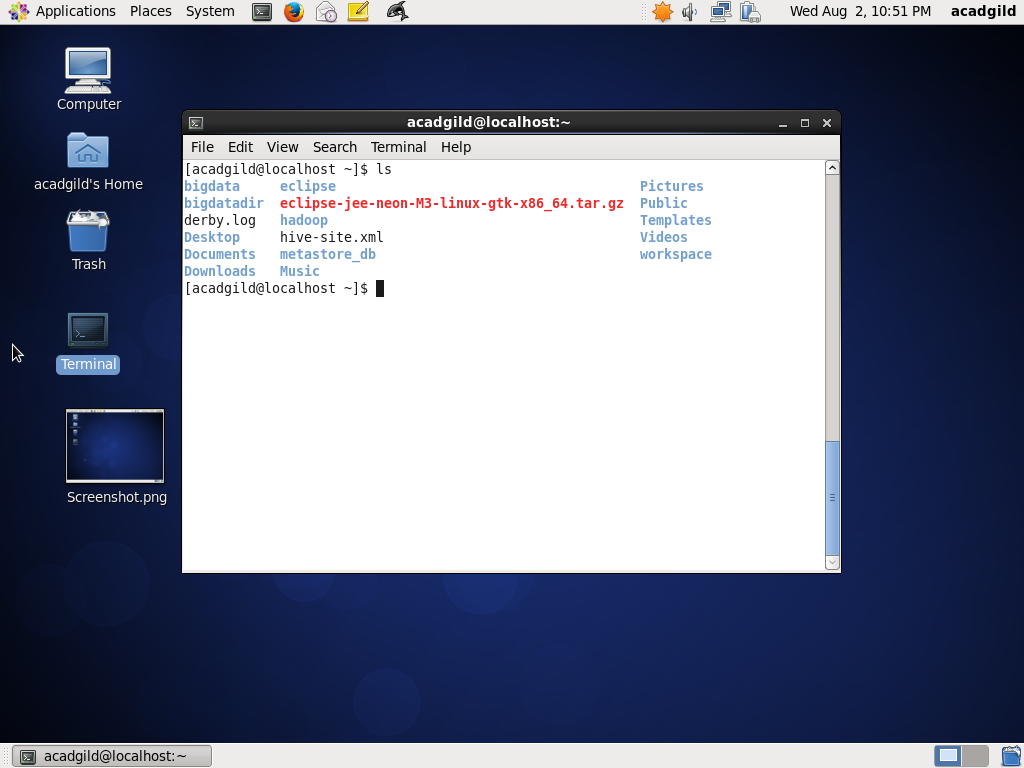 Applications Places System Wed Aug 2, 10:51 PM acadgild
Computer
acadgild's Home
Trash
Terminal
Screenshot.png
acadgild@localhost:~
File Edit View Search Terminal Help
[acadgild@localhost ~]$ ls
bigdata eclipse Pictures
bigdatadir eclipse-jee-neon-M3-linux-gtk-x86_64.tar.gz Public
derby.log hadoop Templates
Desktop hive-site.xml Videos
Documents metastore_db workspace
Downloads Music
[acadgild@localhost ~]$
acadgild@localhost:~